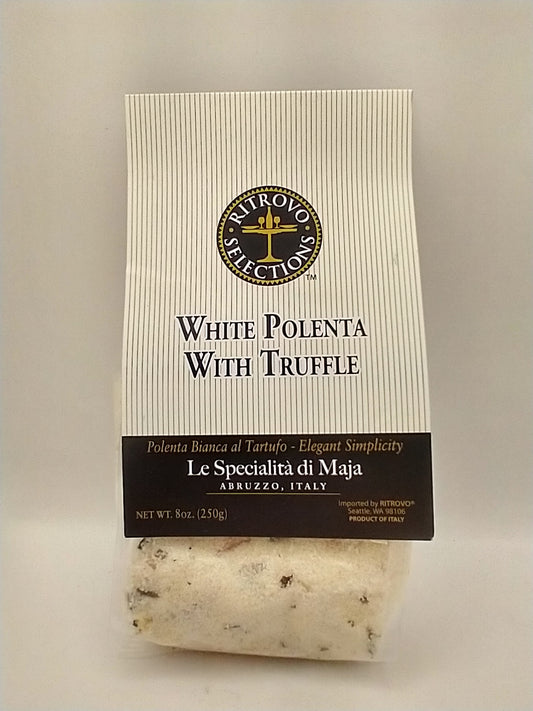 RITROVO
SELECTIONS
TM
WHITE POLENTA
WITH TRUFFLE
Polenta Bianca al Tartufo - Elegant Simplicity
Le Specialità di Maja
ABRUZZO, ITALY
NET WT. 8oz. (250g)
Imported by RITROVO®
Seattle, WA 98106
PRODUCT OF ITALY